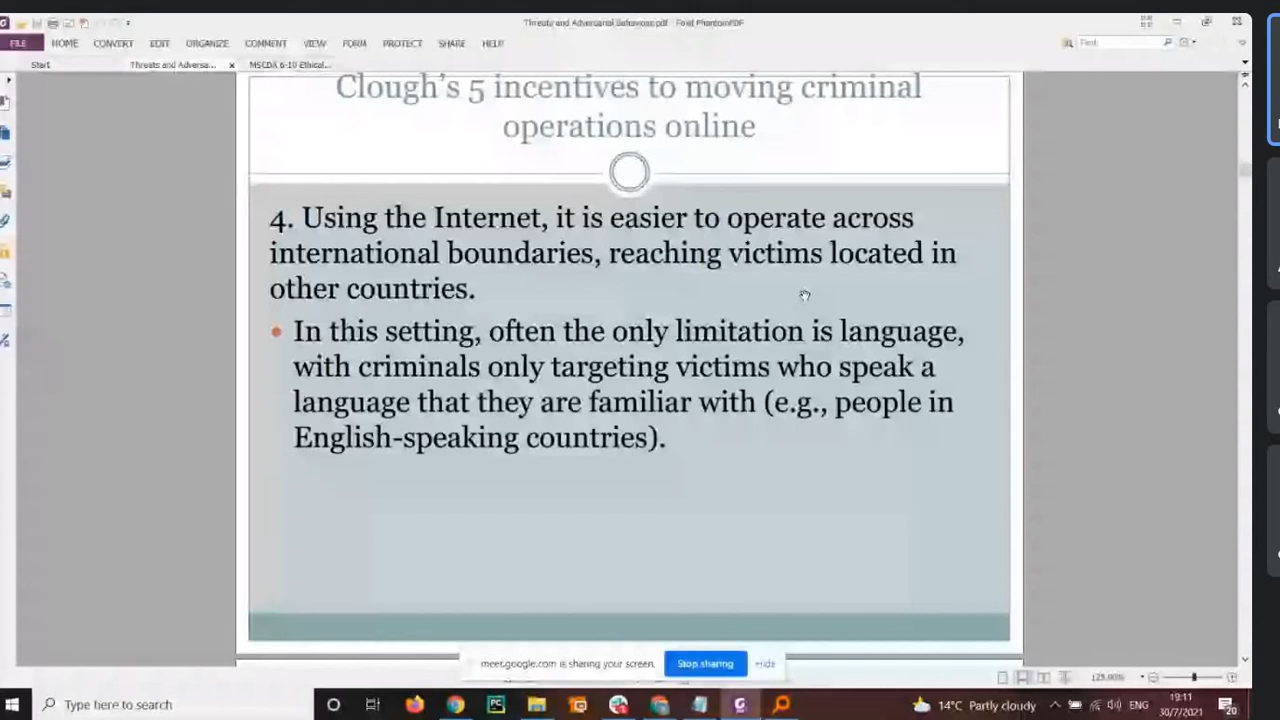 Threats and Adversarial Behaviour.pdf - Foxit PhantomPDF
FILE HOME CONVERT EDIT ORGANIZE COMMENT VIEW FORM PROTECT SHARE HELP
Find
Start Threats and Adversa... MSCDA 6-10 Ethical...
Clough's 5 incentives to moving criminal
operations online
4. Using the Internet, it is easier to operate across
international boundaries, reaching victims located in
other countries.
• In this setting, often the only limitation is language,
with criminals only targeting victims who speak a
language that they are familiar with (e.g., people in
English-speaking countries).
meet.google.com is sharing your screen. Stop sharing Hide
125.00%
Type here to search
14°C Partly cloudy ENG
19:11
30/7/2021
20